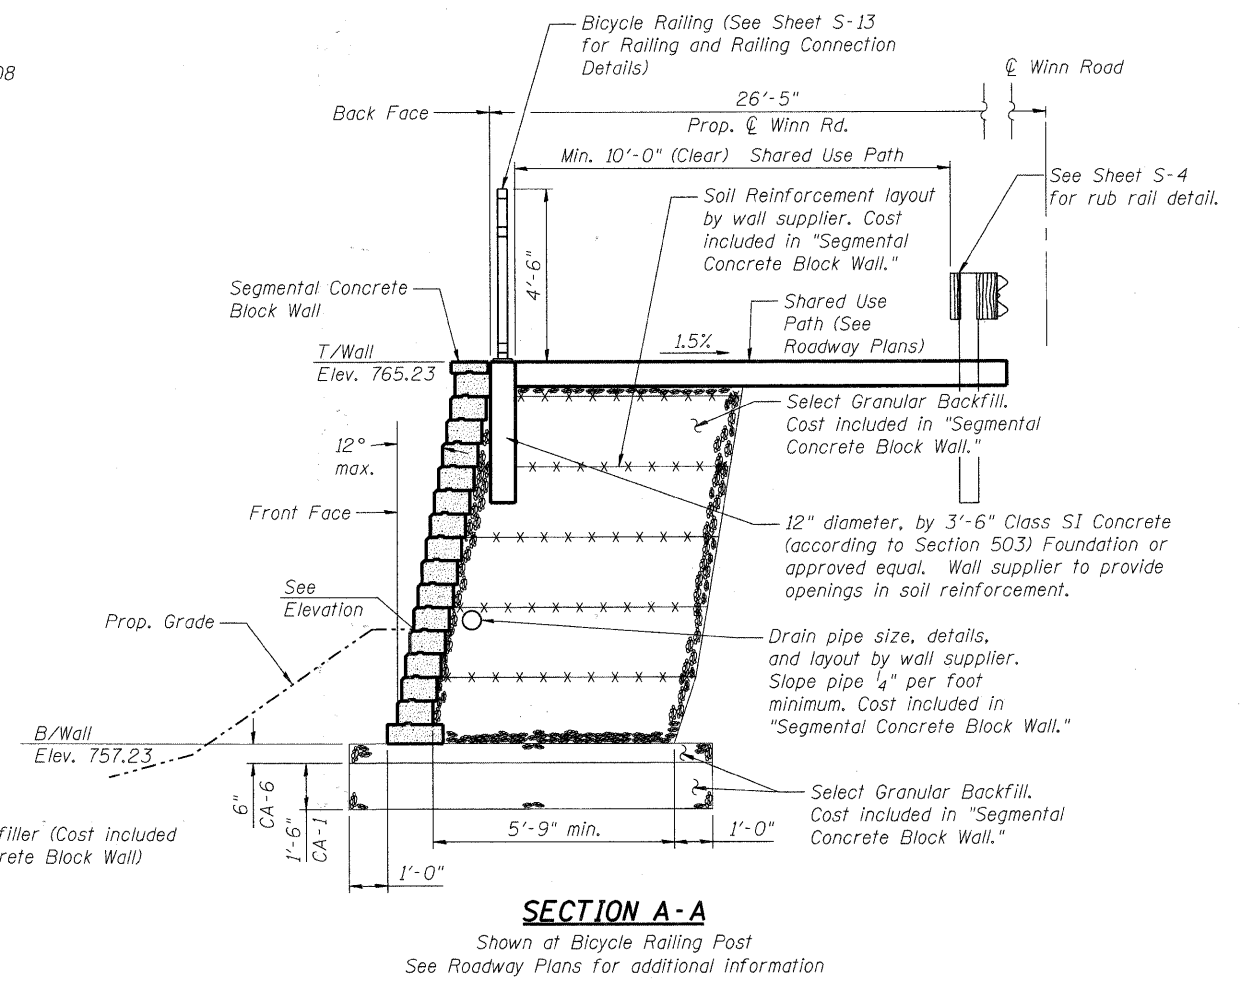 08
Bicycle Railing (See Sheet S-13
for Railing and Railing Connection
Details)
℄ Winn Road
Back Face
26'-5"
Prop. ℄ Winn Rd.
Min. 10'-0" (Clear) Shared Use Path
See Sheet S-4
for rub rail detail.
Soil Reinforcement layout
by wall supplier. Cost
included in "Segmental
Concrete Block Wall."
4'-6"
Segmental Concrete
Block Wall
Shared Use
Path (See
Roadway Plans)
1.5%
T/Wall
Elev. 765.23
Select Granular Backfill.
Cost included in "Segmental
Concrete Block Wall."
12°
max.
Front Face
12" diameter, by 3'-6" Class SI Concrete
(according to Section 503) Foundation or
approved equal. Wall supplier to provide
openings in soil reinforcement.
See
Elevation
Prop. Grade
Drain pipe size, details,
and layout by wall supplier.
Slope pipe 1/4" per foot
minimum. Cost included in
"Segmental Concrete Block Wall."
B/Wall
Elev. 757.23
6"
CA-6
1'-6"
CA-1
Select Granular Backfill.
Cost included in "Segmental
Concrete Block Wall."
filler (Cost included
rete Block Wall)
5'-9" min.
1'-0"
1'-0"
SECTION A-A
Shown at Bicycle Railing Post
See Roadway Plans for additional information